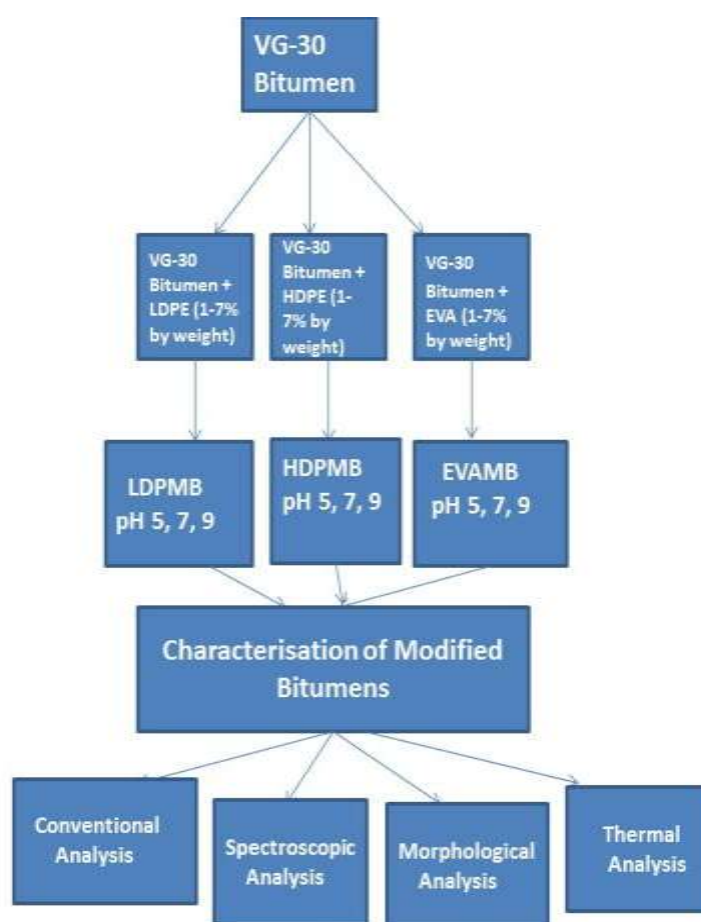 VG-30
Bitumen
VG-30
Bitumen +
LDPE (1-7%
by weight)
VG-30
Bitumen +
HDPE (1-
7% by
weight)
VG-30
Bitumen +
EVA (1-7%
by weight)
LDPMB
pH 5, 7, 9
HDPMB
pH 5, 7, 9
EVAMB
pH 5, 7, 9
Characterisation of Modified
Bitumens
Conventional
Analysis
Spectroscopic
Analysis
Morphological
Analysis
Thermal
Analysis